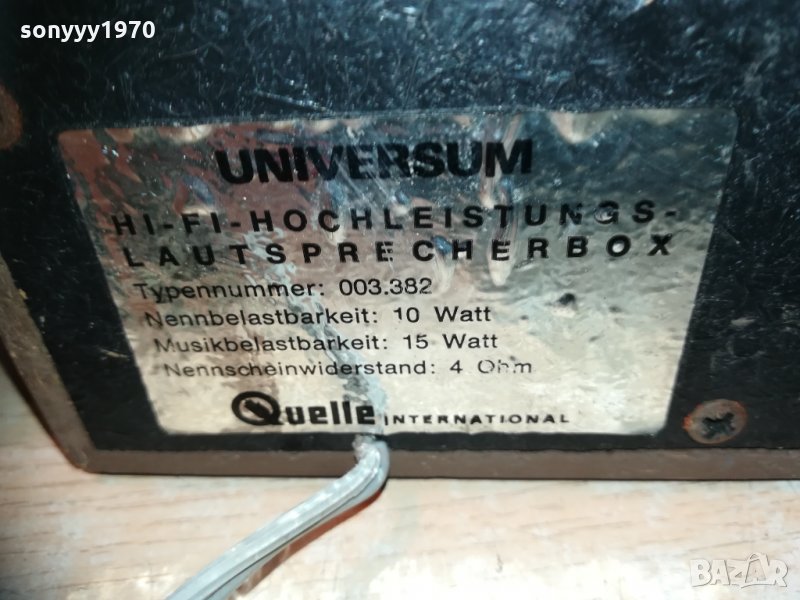 sonyyy1970
UNIVERSUM
HI-FI-HOCHLEISTUNGS-
LAUTSPRECHERBOX
Typennummer: 003.382
Nennbelastbarkeit: 10 Watt
Musikbelastbarkeit: 15 Watt
Nennscheinwiderstand: 4 Ohm
Quelle INTERNATIONAL
BAZAR